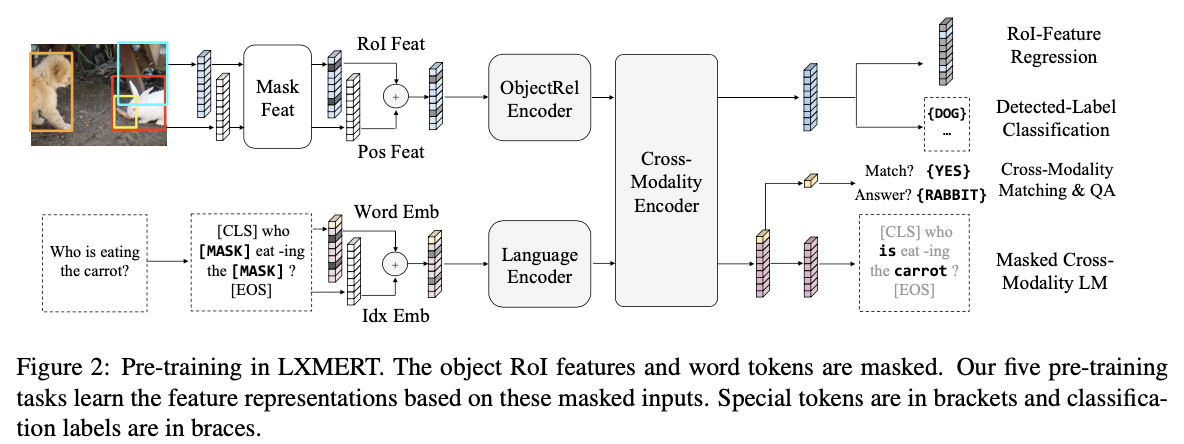 RoI Feat
Mask
Feat
Pos Feat
ObjectRel
Encoder
Cross-
Modality
Encoder
RoI-Feature
Regression
{DOG}
…
Detected-Label
Classification
Match? {YES}
Answer? {RABBIT}
Cross-Modality
Matching & QA
Who is eating
the carrot?
[CLS] who
[MASK] eat -ing
the [MASK] ?
[EOS]
Word Emb
Idx Emb
Language
Encoder
[CLS] who
is eat -ing
the carrot ?
[EOS]
Masked Cross-
Modality LM
Figure 2: Pre-training in LXMERT. The object RoI features and word tokens are masked. Our five pre-training
tasks learn the feature representations based on these masked inputs. Special tokens are in brackets and classifica-
tion labels are in braces.